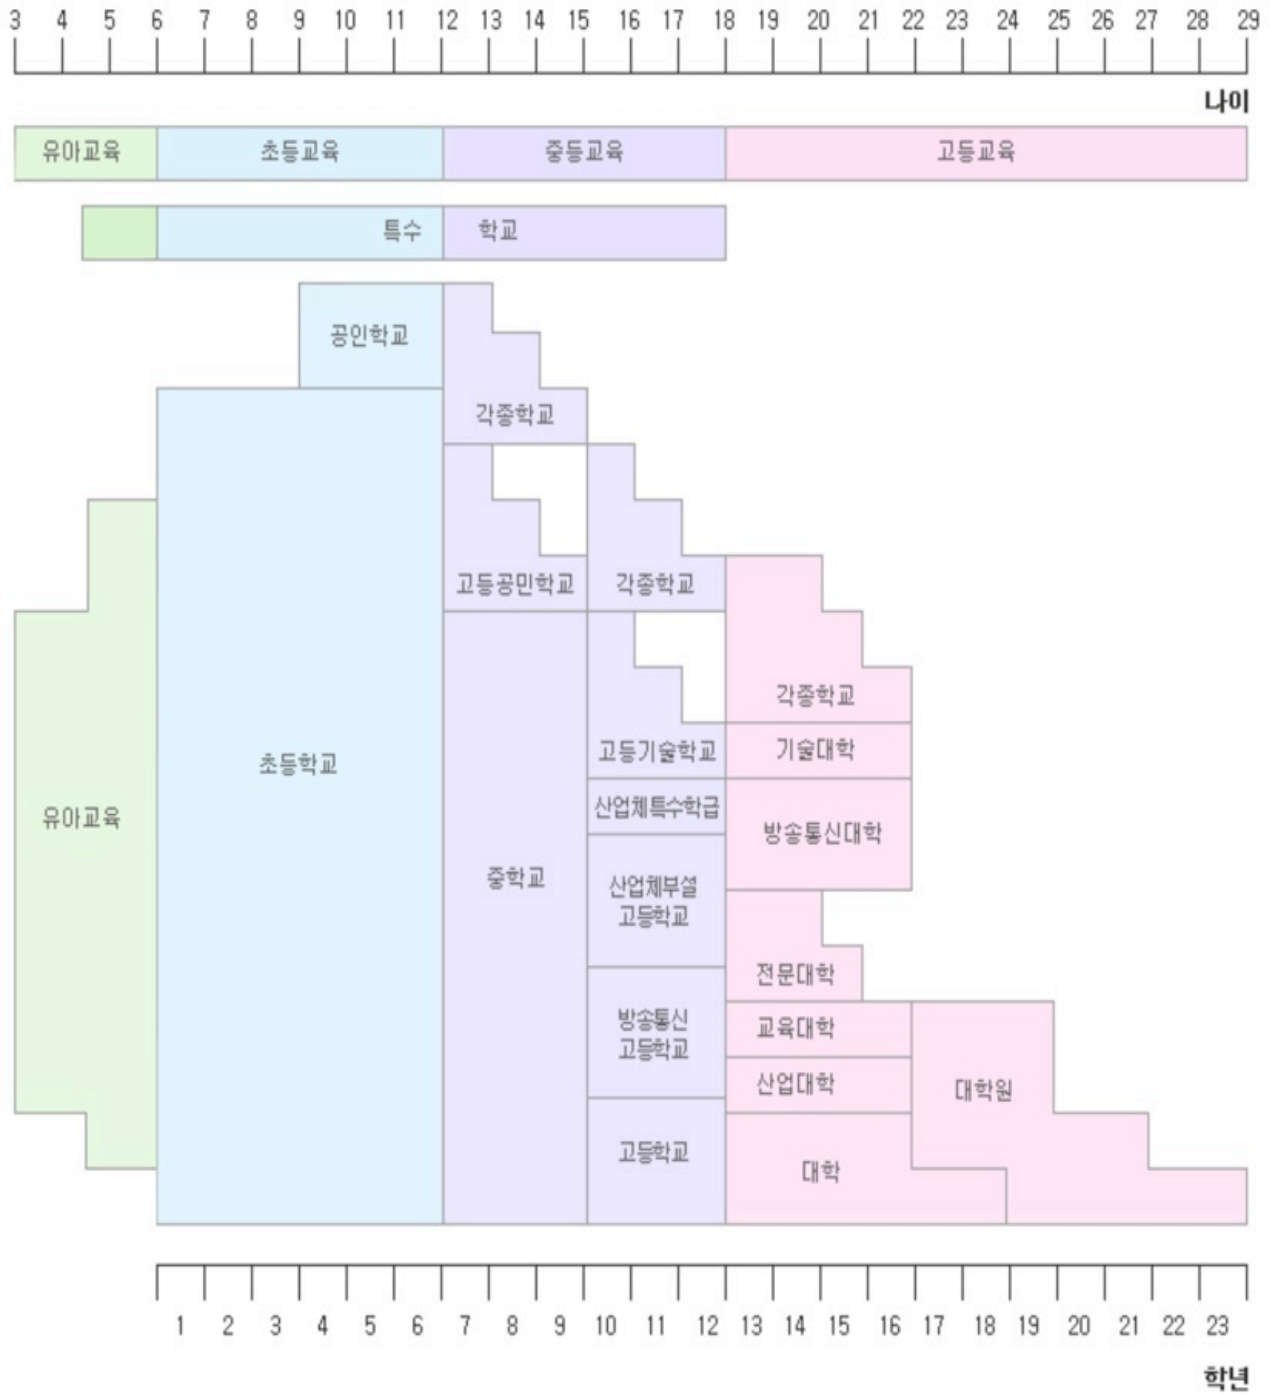 3 4 5 6 7 8 9 10 11 12 13 14 15 16 17 18 19 20 21 22 23 24 25 26 27 28 29
나이
유아교육 초등교육 중등교육 고등교육
특수 학교
공인학교
각종학교
고등공민학교 각종학교
각종학교
고등기술학교 기술대학
초등학교
산업체특수학급
유아교육
방송통신대학
중학교
산업체부설
고등학교
전문대학
방송통신
고등학교
교육대학
산업대학
대학원
고등학교
대학
1 2 3 4 5 6 7 8 9 10 11 12 13 14 15 16 17 18 19 20 21 22 23
학년